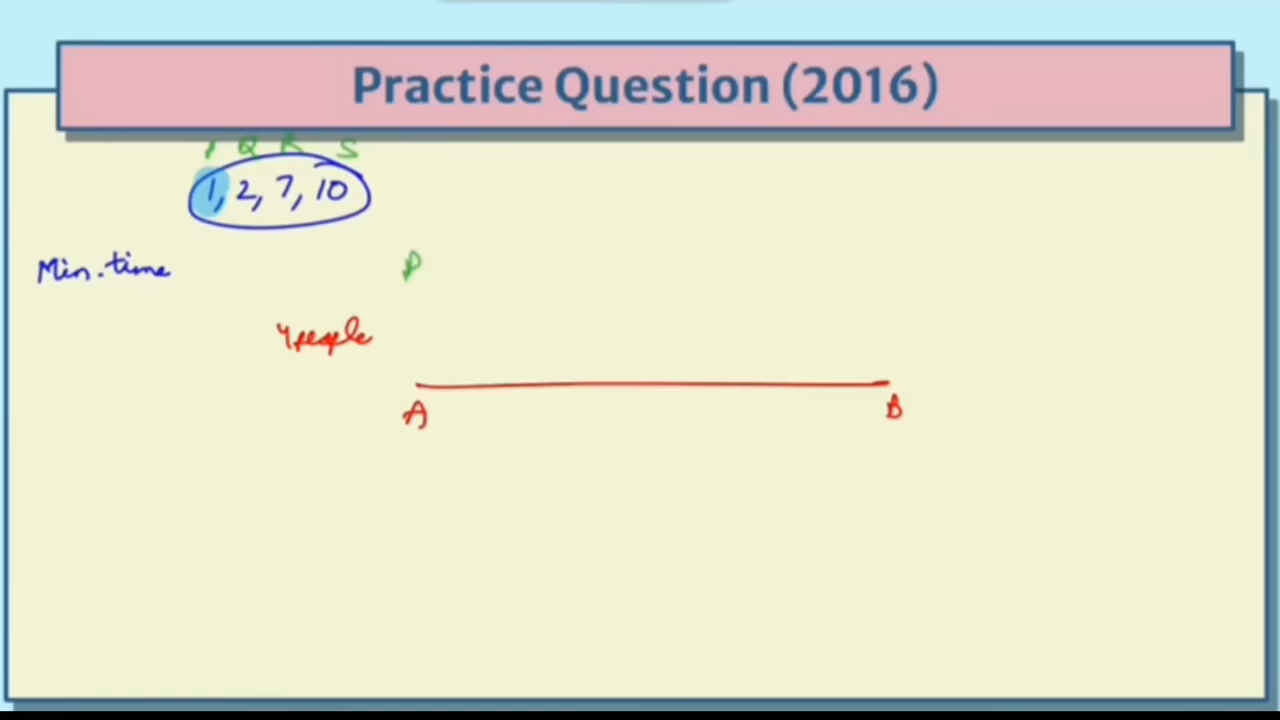 Practice Question (2016)
P Q R S
1, 2, 7, 10
Min. time
P
4 people
A B